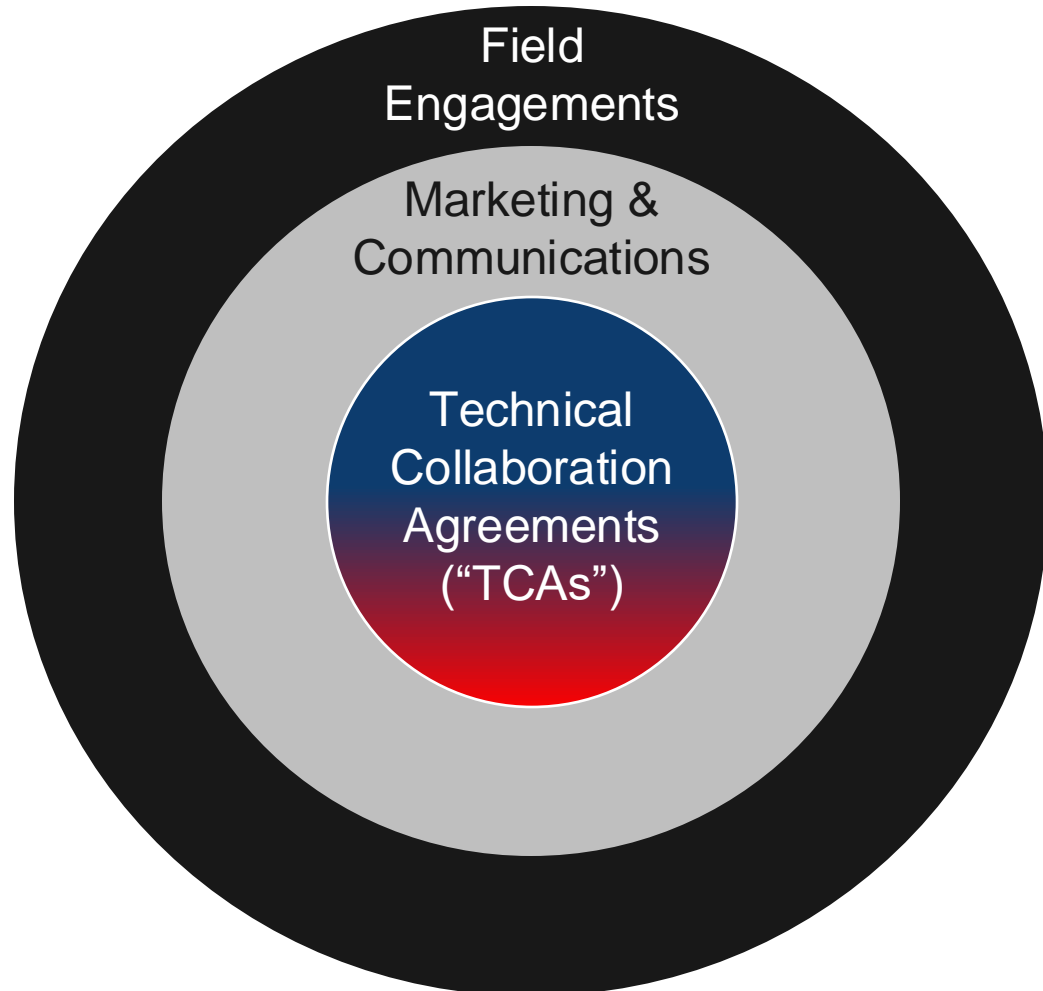 Field
Engagements
Marketing &
Communications
Technical
Collaboration
Agreements
(“TCAs”)